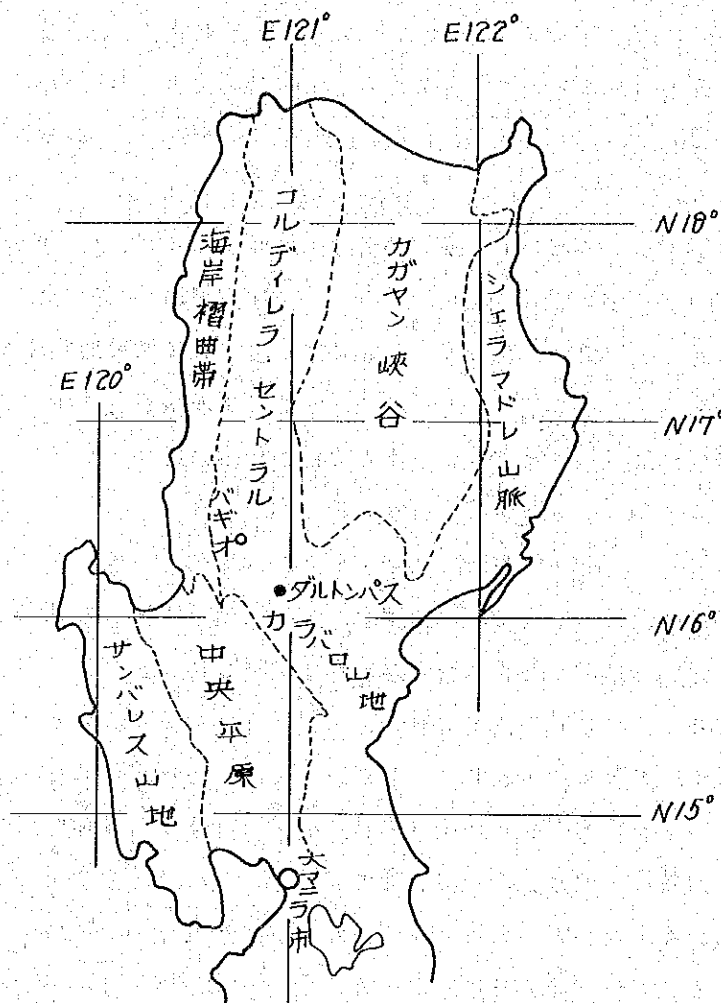 E121°
E122°
N18°
海岸褶曲帯
コルディレラ・セントラル
カガヤン峡谷
シェラマドレ山脈
E120°
N17°
バギオ
ダルトンパス
カラバロ山地
N16°
サンバレス山地
中央平原
N15°
大マニラ市